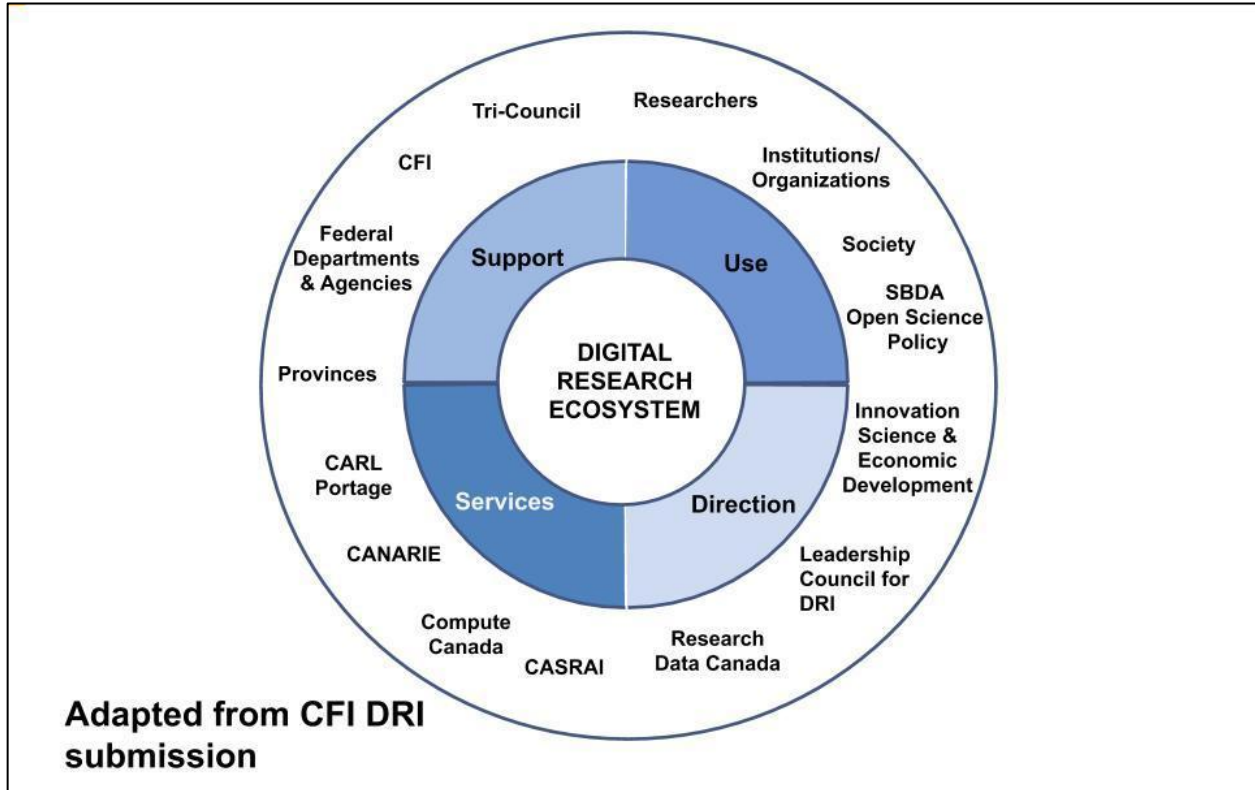 Tri-Council
Researchers
CFI
Institutions/
Organizations
Federal
Departments
& Agencies
Support
Use
Society
SBDA
Open Science
Policy
DIGITAL
RESEARCH
ECOSYSTEM
Provinces
Innovation
Science &
Economic
Development
CARL
Portage
Services
Direction
CANARIE
Leadership
Council for
DRI
Compute
Canada
CASRAI
Research
Data Canada
Adapted from CFI DRI
submission